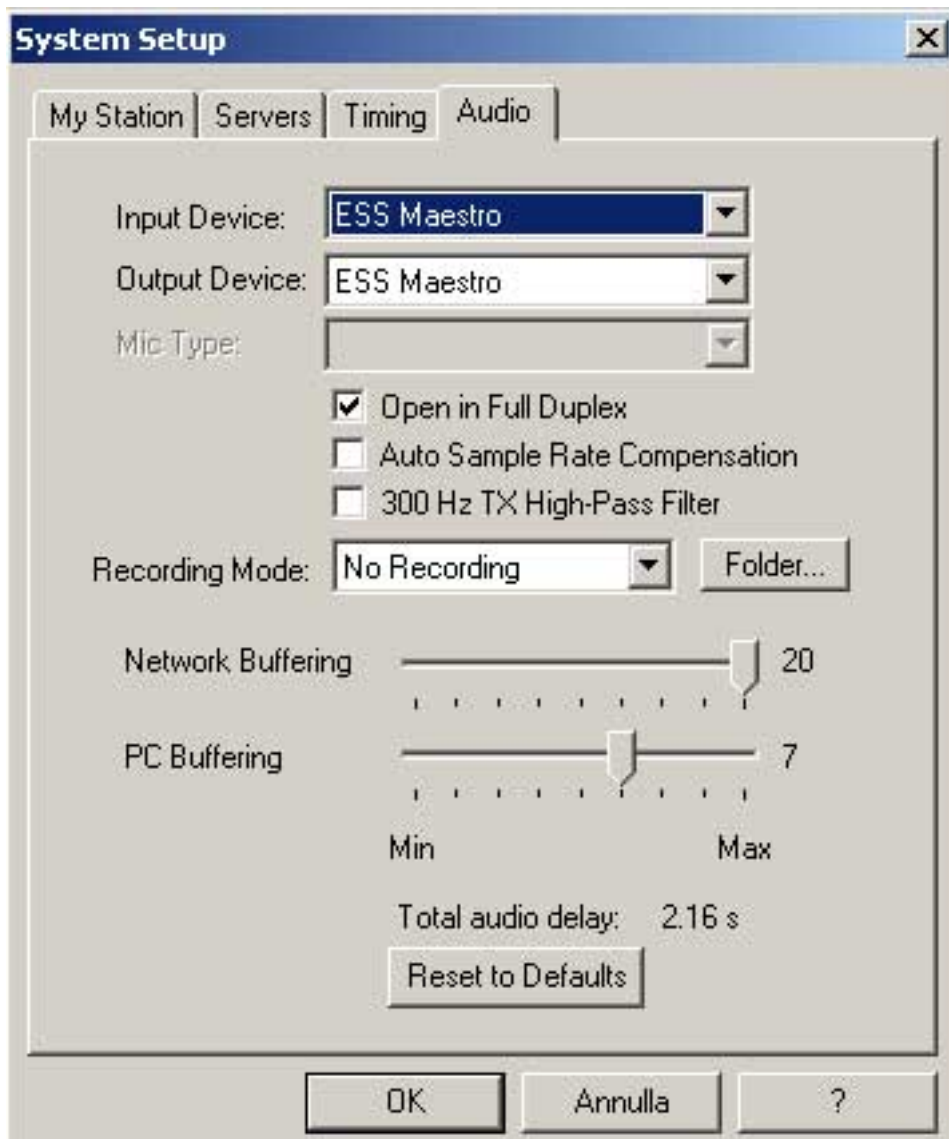 System Setup
My Station Servers Timing Audio
Input Device: ESS Maestro
Output Device: ESS Maestro
Mic Type:
Open in Full Duplex
Auto Sample Rate Compensation
300 Hz TX High-Pass Filter
Recording Mode: No Recording Folder...
Network Buffering 20
PC Buffering 7
Min Max
Total audio delay: 2.16 s
Reset to Defaults
OK Annulla ?